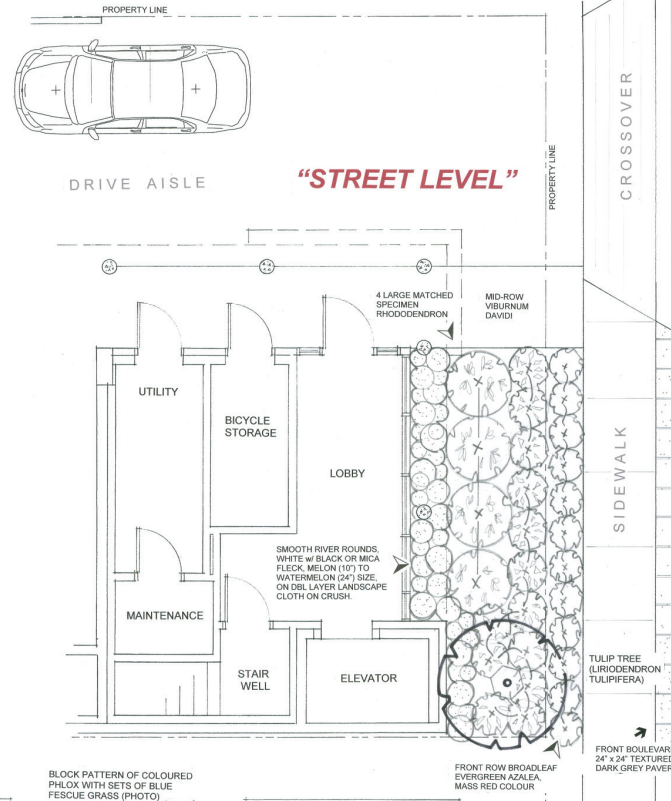 PROPERTY LINE
CROSSOVER
DRIVE AISLE
“STREET LEVEL”
PROPERTY LINE
4 LARGE MATCHED
SPECIMEN
RHODODENDRON
MID-ROW
VIBURNUM
DAVIDI
UTILITY
BICYCLE
STORAGE
LOBBY
SIDEWALK
SMOOTH RIVER ROUNDS,
WHITE w/ BLACK OR MICA
FLECK, MELON (10") TO
WATERMELON (24") SIZE,
ON DBL LAYER LANDSCAPE
CLOTH ON CRUSH.
MAINTENANCE
STAIR
WELL
ELEVATOR
TULIP TREE
(LIRIODENDRON
TULIPIFERA)
FRONT BOULEVAR
24" x 24" TEXTURED
DARK GREY PAVER
FRONT ROW BROADLEAF
EVERGREEN AZALEA,
MASS RED COLOUR
BLOCK PATTERN OF COLOURED
PHLOX WITH SETS OF BLUE
FESCUE GRASS (PHOTO)